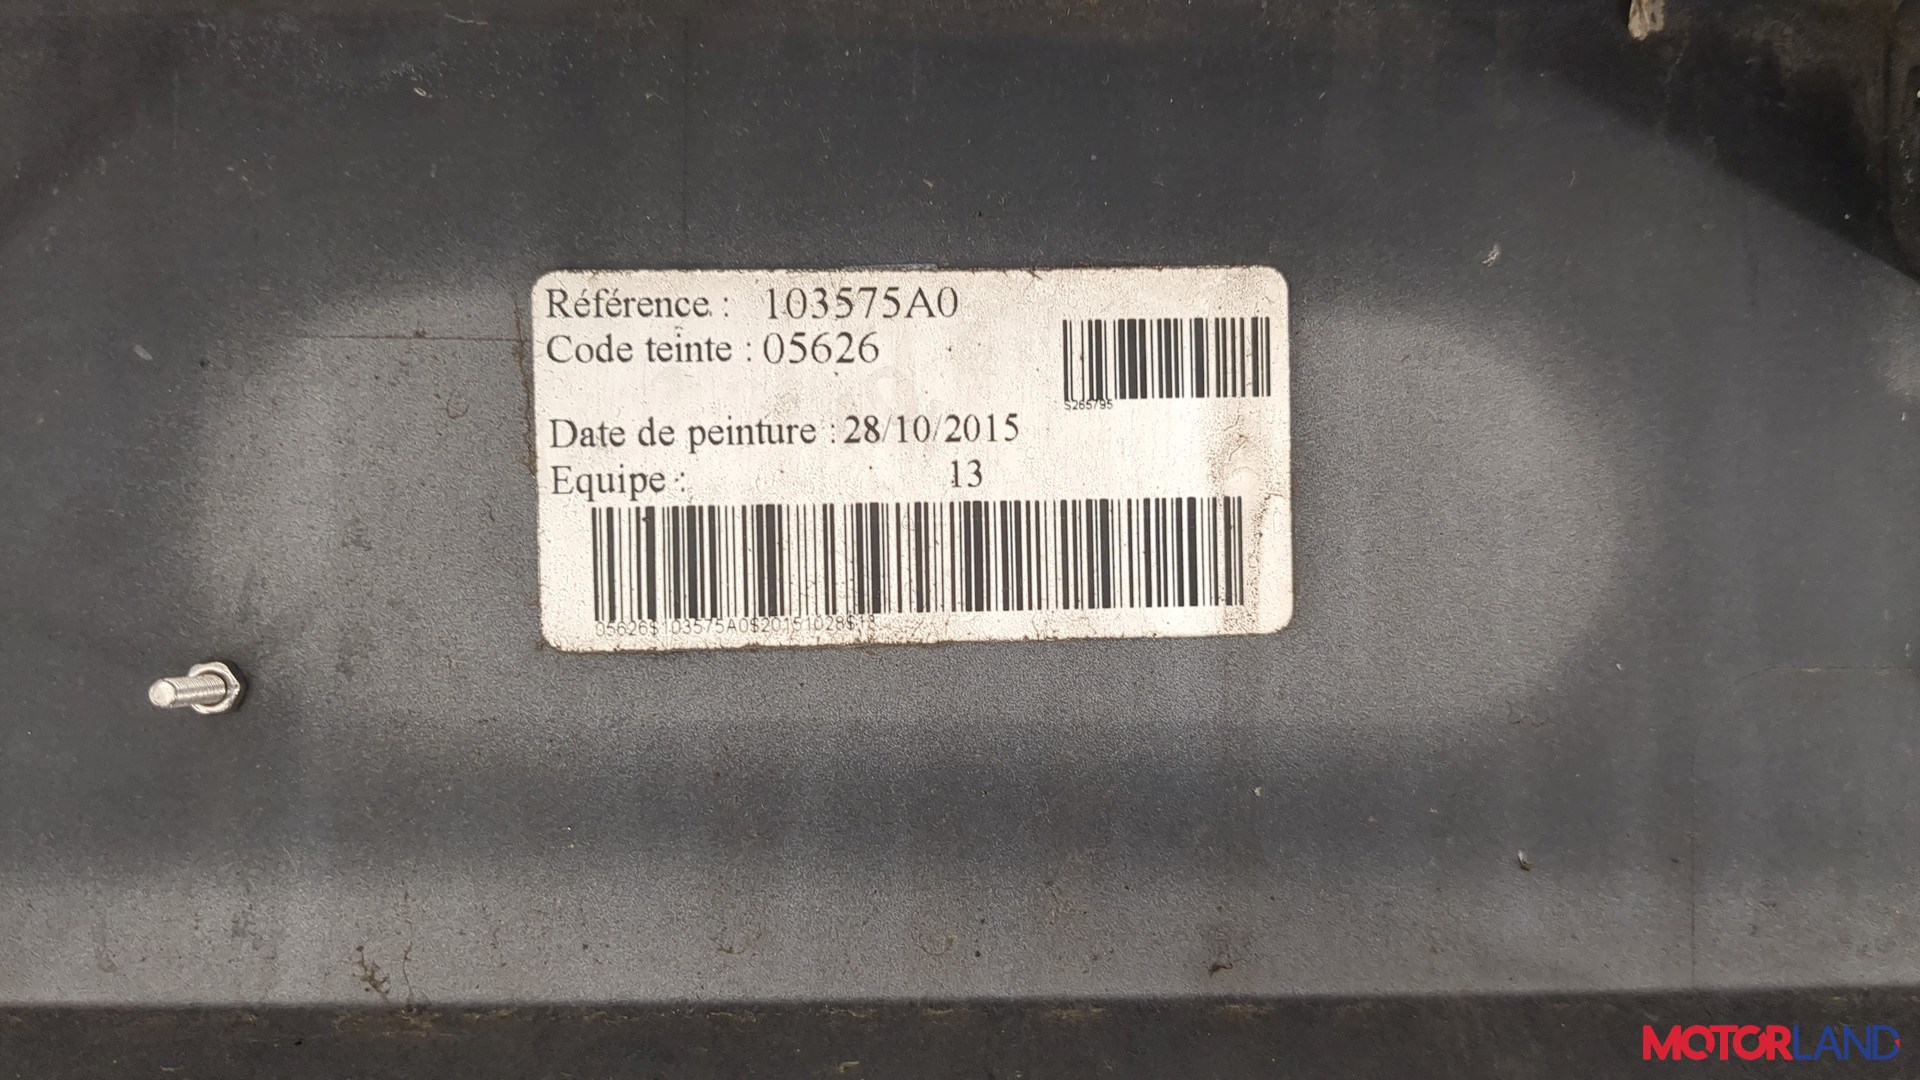 Référence : 103575A0
Code teinte : 05626
S265795
Date de peinture : 28/10/2015
Equipe : 13
05626$103575A0$20151028$13
MOTORLAND